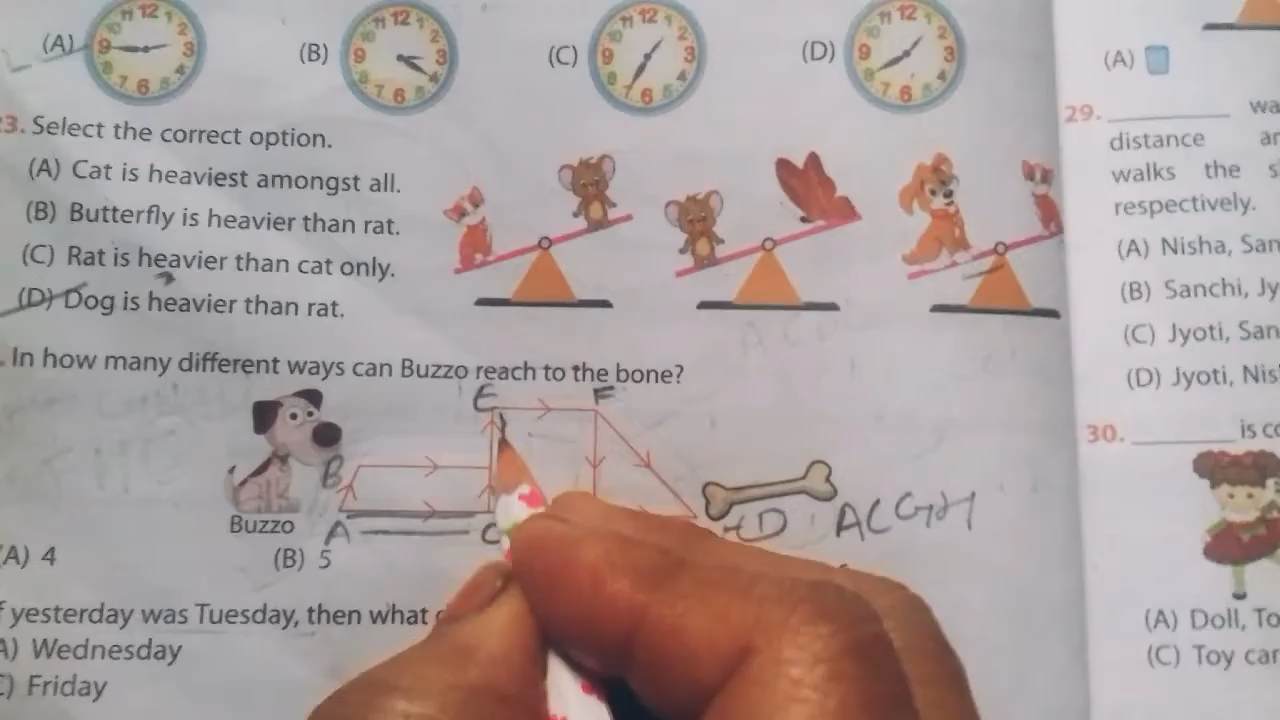 (A)
(B)
(C)
(D)
3. Select the correct option.
(A) Cat is heaviest amongst all.
(B) Butterfly is heavier than rat.
(C) Rat is heavier than cat only.
(D) Dog is heavier than rat.
. In how many different ways can Buzzo reach to the bone?
E F
B
Buzzo A C
D ACGH
(A) 4
(B) 5
f yesterday was Tuesday, then what
A) Wednesday
C) Friday
(A)
29. ________ wa
distance ar
walks the s
respectively.
(A) Nisha, San
(B) Sanchi, Jy
(C) Jyoti, San
(D) Jyoti, Nis
30. ________ is co
(A) Doll, To
(C) Toy car